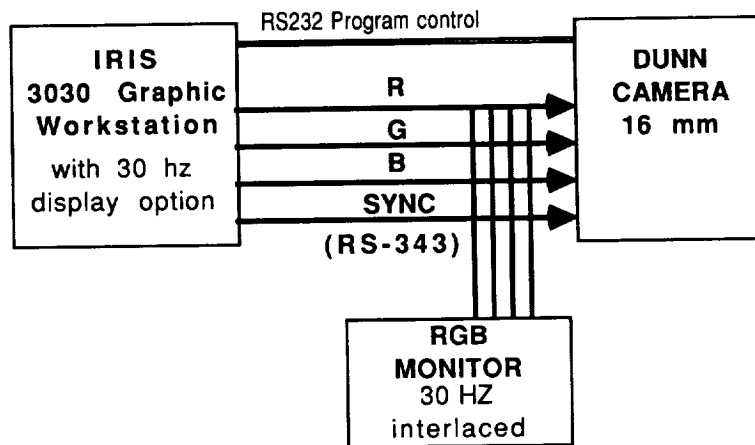 RS232 Program control
IRIS
3030 Graphic
Workstation
with 30 hz
display option
R
G
B
SYNC
(RS-343)
DUNN
CAMERA
16 mm
RGB
MONITOR
30 HZ
interlaced